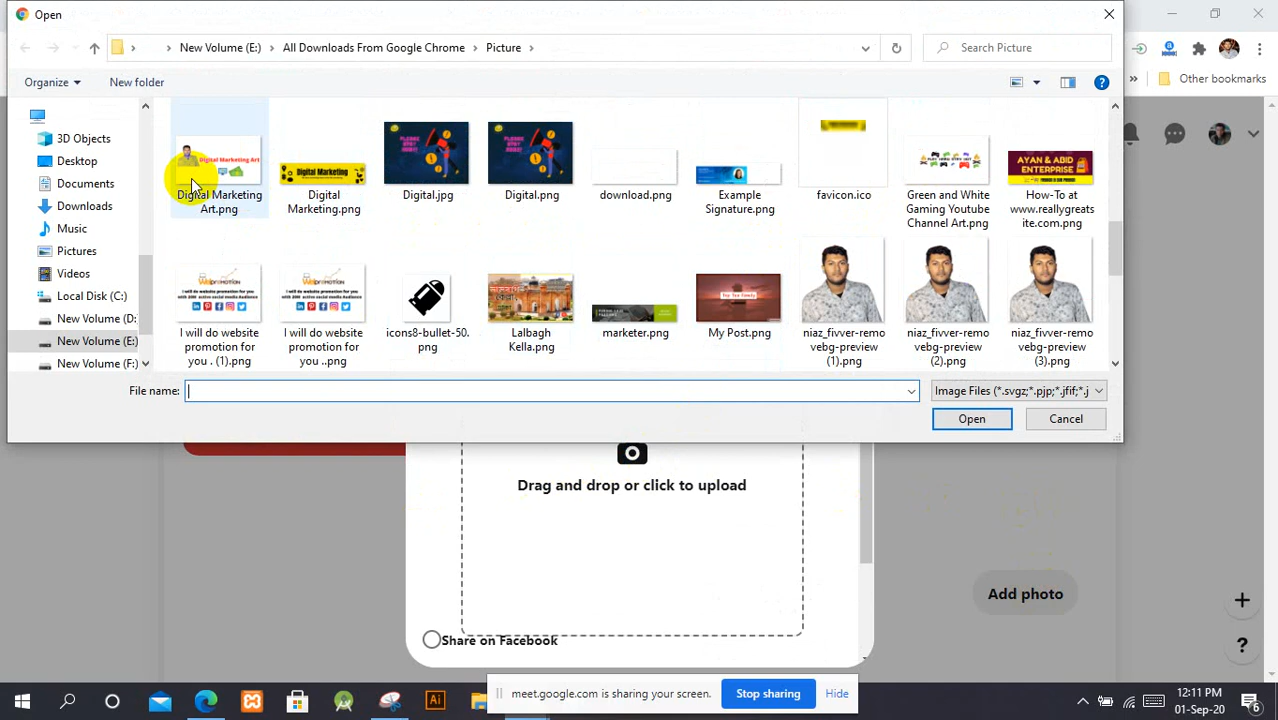 Open
New Volume (E:) > All Downloads From Google Chrome > Picture >
Search Picture
Organize
New folder
Other bookmarks
3D Objects
Desktop
Documents
Downloads
Music
Pictures
Videos
Local Disk (C:)
New Volume (D:
New Volume (E:)
New Volume (F:)
Digital Marketing Art
Digital Marketing
Art.png
Digital Marketing
Digital
Marketing.png
Digital.jpg
Digital.png
download.png
Example
Signature.png
favicon.ico
Green and White
Gaming Youtube
Channel Art.png
AYAN & ABID
ENTERPRISE
How-To at
www.reallygreats
ite.com.png
I will do website
promotion for
you . (1).png
I will do website
promotion for
you ..png
icons8-bullet-50.
png
Lalbagh
Kella.png
marketer.png
My Post.png
niaz_fivver-remo
vebg-preview
(1).png
niaz_fivver-remo
vebg-preview
(2).png
niaz_fivver-remo
vebg-preview
(3).png
File name:
Image Files (*.svgz;*.pjp;*.jfif;*.j
Open
Cancel
Drag and drop or click to upload
Add photo
Share on Facebook
?
meet.google.com is sharing your screen.
Stop sharing
Hide
Ai
12:11 PM
01-Sep-20
6